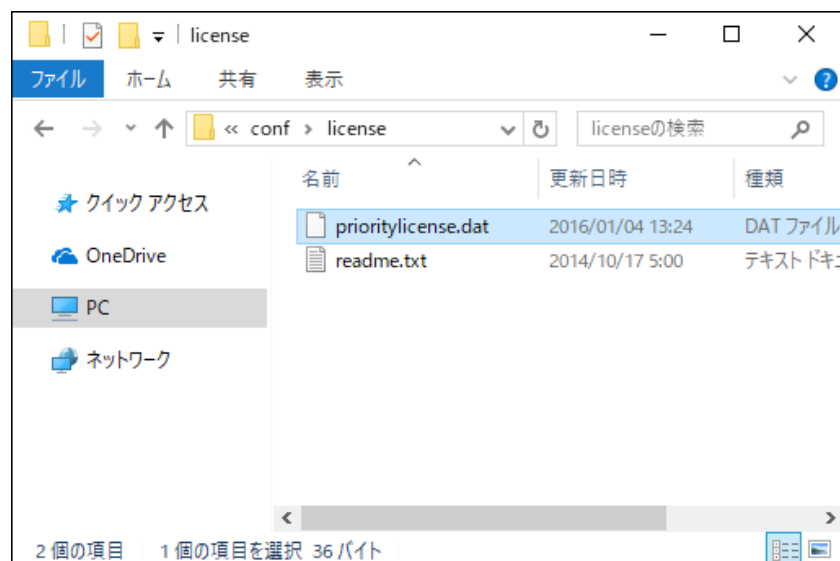 license
ファイル ホーム 共有 表示
« conf › license licenseの検索
名前 更新日時 種類
クイック アクセス
prioritylicense.dat 2016/01/04 13:24 DAT ファイル
OneDrive
readme.txt 2014/10/17 5:00 テキスト ドキュ
PC
ネットワーク
2 個の項目 1 個の項目を選択 36 バイト